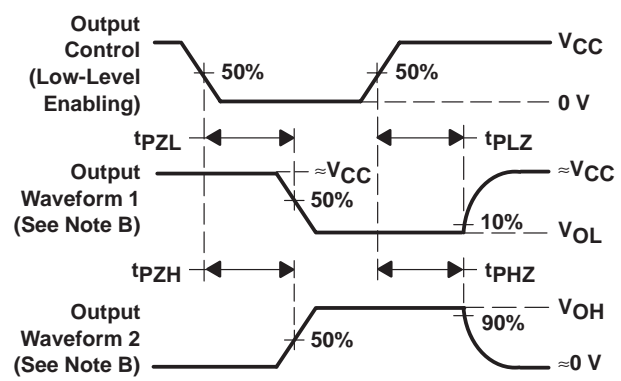 Output
Control
(Low-Level
Enabling)
50%
50%
VCC
0 V
tPZL
tPLZ
Output
Waveform 1
(See Note B)
≈VCC
50%
≈VCC
10%
VOL
tPZH
tPHZ
Output
Waveform 2
(See Note B)
50%
VOH
90%
≈0 V